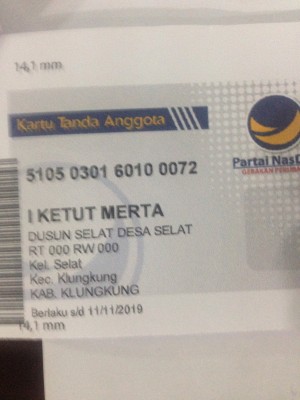 14,1 mm
Kartu Tanda Anggota
Partai NasD
GERAKAN PERUBA
5105 0301 6010 0072
I KETUT MERTA
DUSUN SELAT DESA SELAT
RT 000 RW 000
Kel. Selat
Kec. Klungkung
KAB. KLUNGKUNG
Berlaku s/d 11/11/2019
14,1 mm